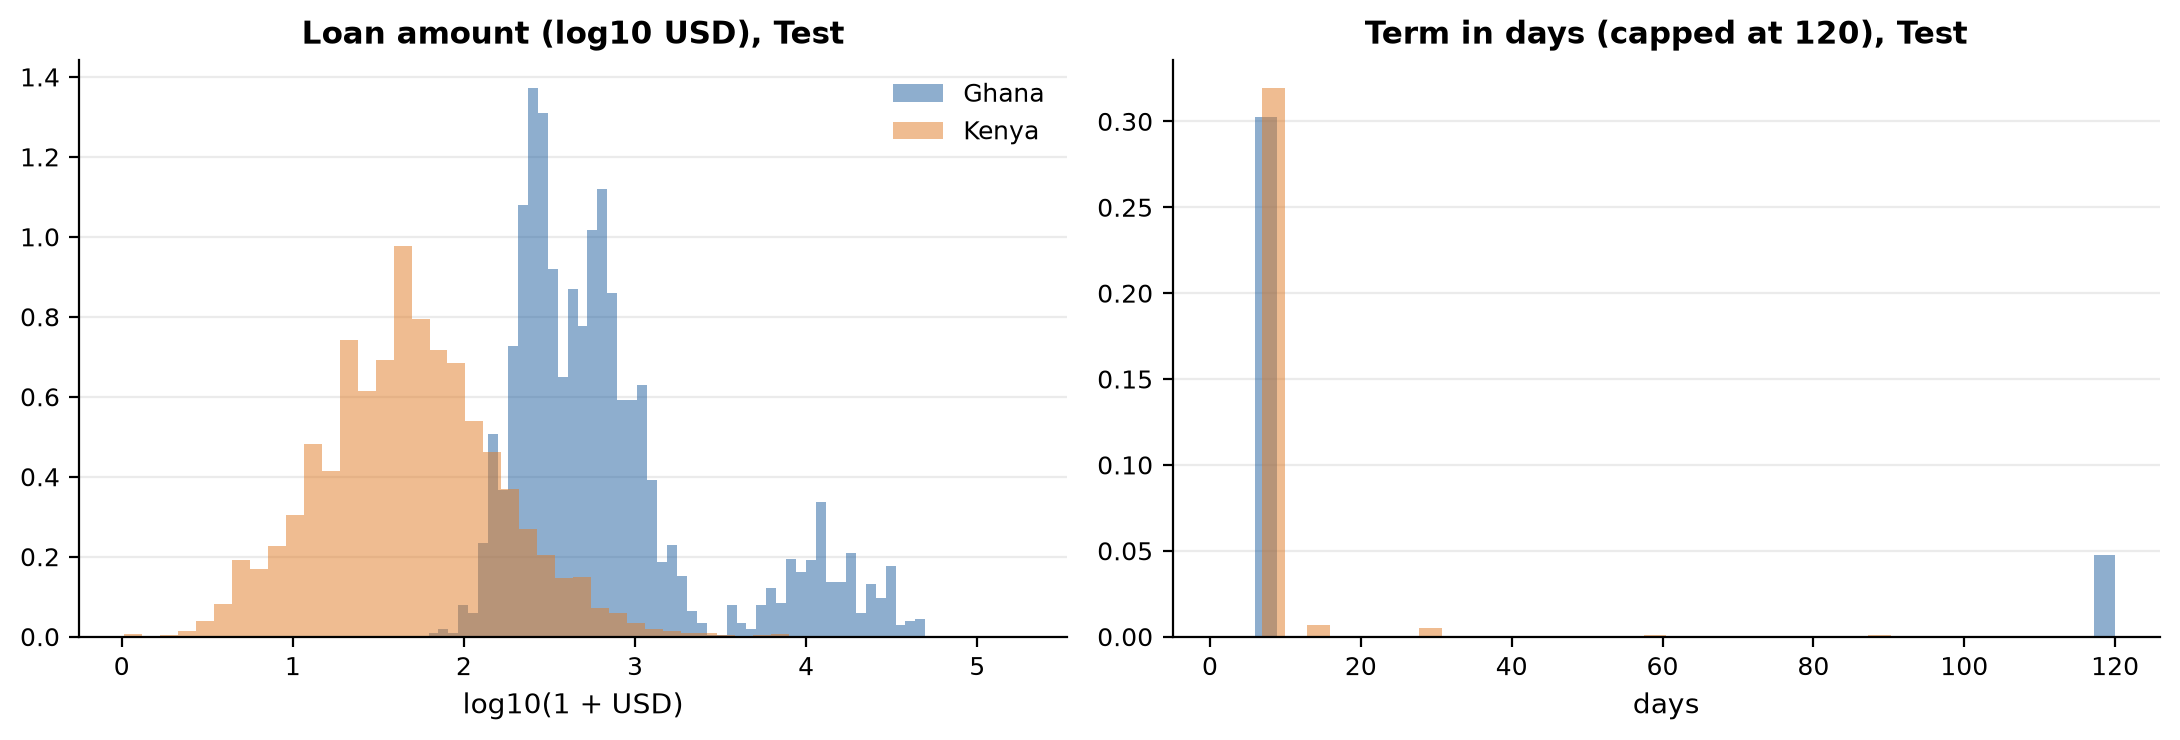 Loan amount (log10 USD), Test
1.4
1.2
1.0
0.8
0.6
0.4
0.2
0.0
Ghana
Kenya
0 1 2 3 4 5
log10(1 + USD)
Term in days (capped at 120), Test
0.30
0.25
0.20
0.15
0.10
0.05
0.00
0 20 40 60 80 100 120
days